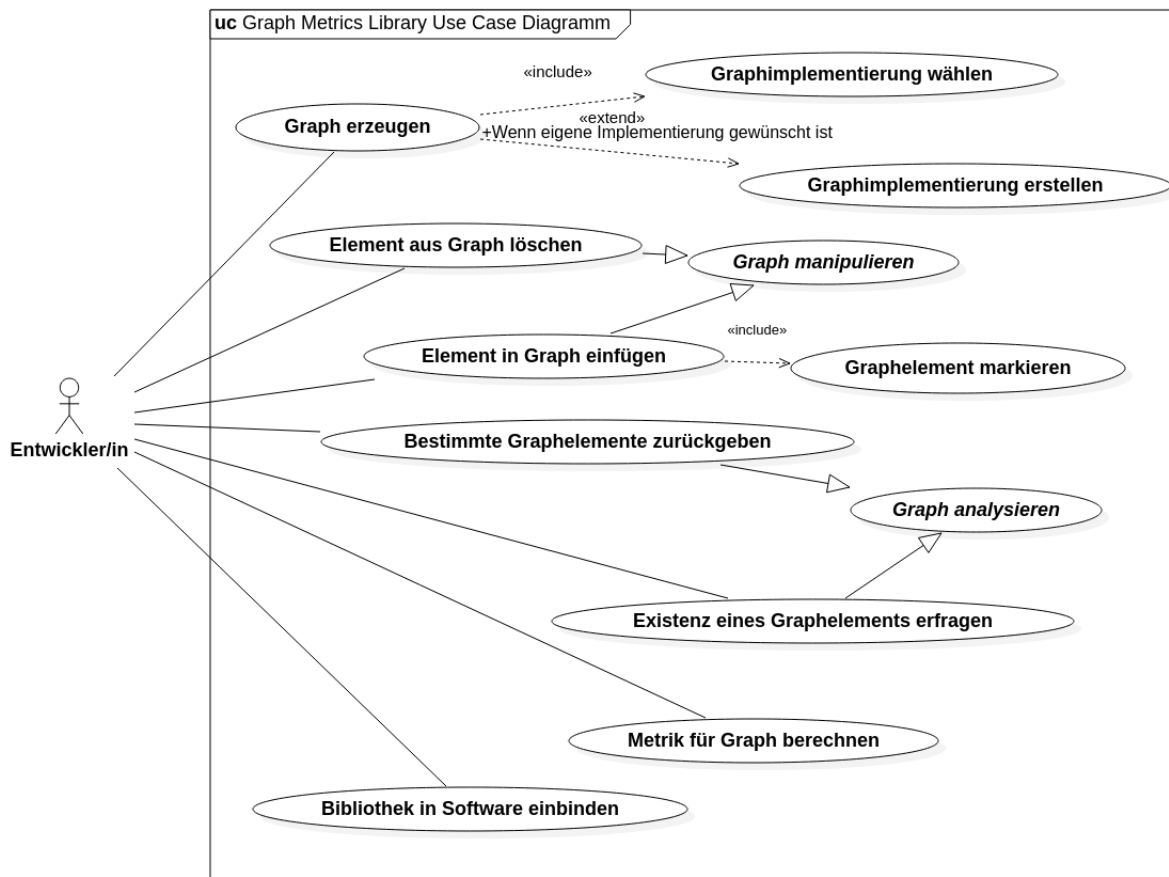 uc Graph Metrics Library Use Case Diagramm
«include»
Graphimplementierung wählen
Graph erzeugen
«extend»
+Wenn eigene Implementierung gewünscht ist
Graphimplementierung erstellen
Element aus Graph löschen
Graph manipulieren
«include»
Element in Graph einfügen
Graphelement markieren
Entwickler/in
Bestimmte Graphelemente zurückgeben
Graph analysieren
Existenz eines Graphelements erfragen
Metrik für Graph berechnen
Bibliothek in Software einbinden